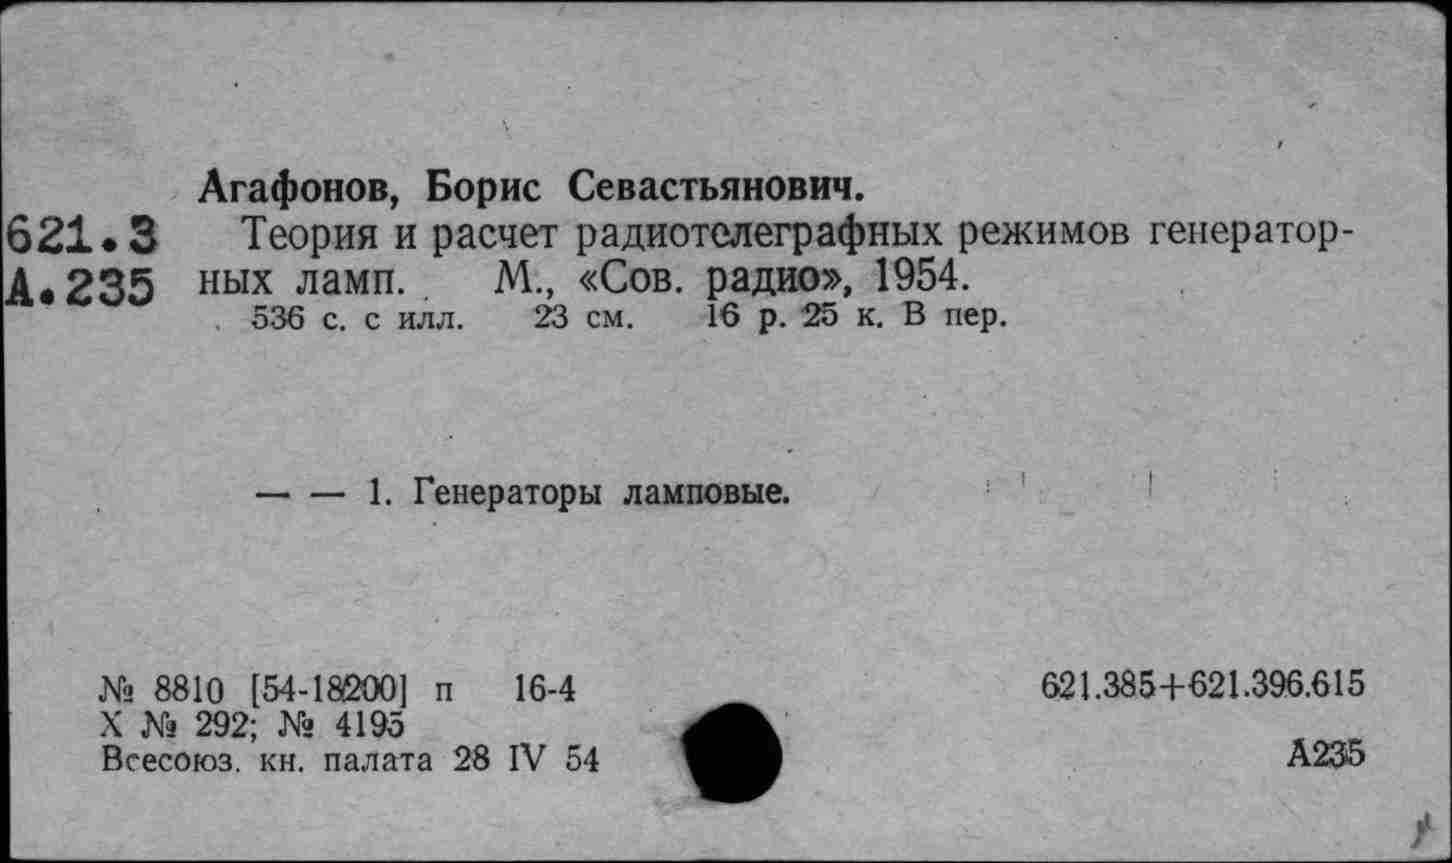 Агафонов, Борис Севастьянович.
621.3 Теория и расчет радиотелеграфных режимов генератор-
А.235 ных ламп. М., «Сов. радио», 1954.
536 с. с илл. 23 см. 16 р. 25 к. В пер.
— — 1. Генераторы ламповые.
№ 8810 [54-18200] п 16-4 621.385+621.396.615
X № 292; № 4195
Всесоюз. кн. палата 28 IV 54 А235